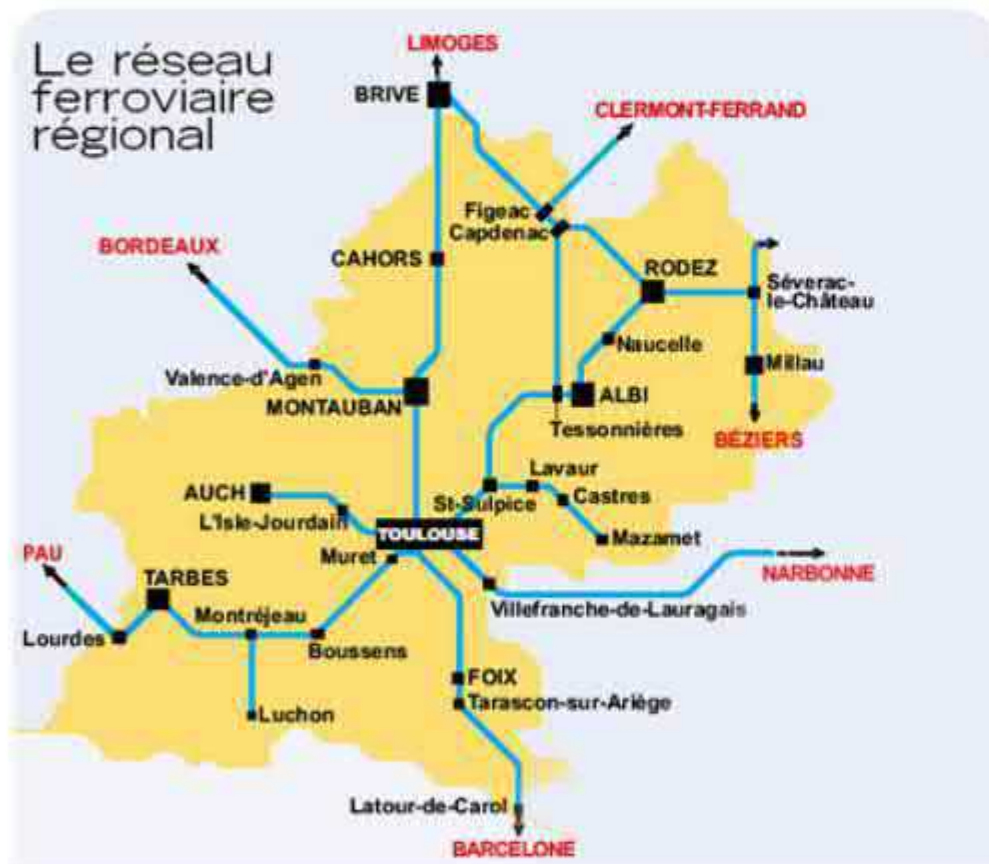 Le réseau
ferroviaire
régional
LIMOGES
BRIVE
CLERMONT-FERRAND
Figeac
Capdenac
BORDEAUX
CAHORS
RODEZ
Séverac-
le-Château
Naucelle
Millau
Valence-d'Agen
MONTAUBAN
ALBI
Tessonnières
BÉZIERS
Lavaur
AUCH
St-Sulpice
Castres
L'Isle-Jourdain
TOULOUSE
Mazamet
PAU
Muret
NARBONNE
TARBES
Villefranche-de-Lauragais
Montréjeau
Lourdes
Boussens
FOIX
Tarascon-sur-Ariège
Luchon
Latour-de-Carol
BARCELONE